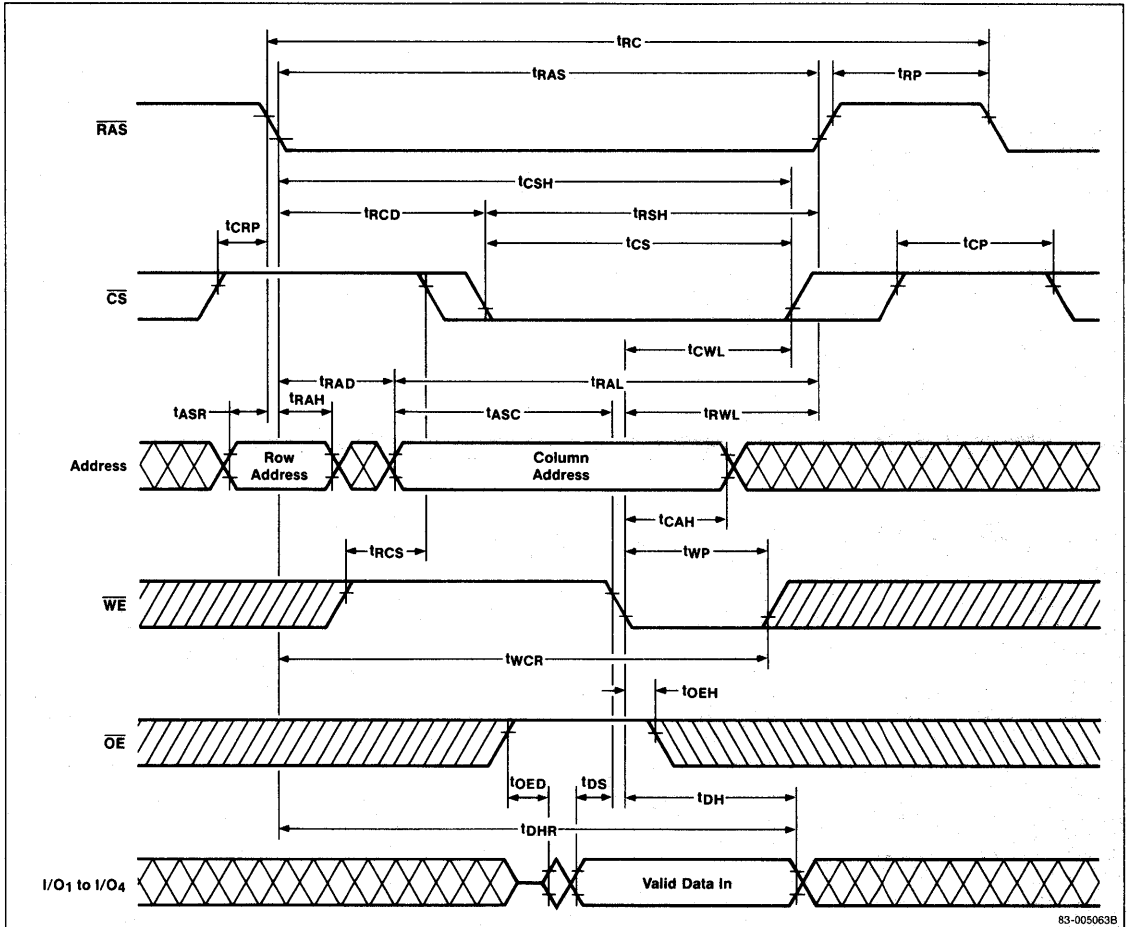 tRC
tRAS
tRP
RAS
tCSH
tRCD
tRSH
tCRP
tCS
tCP
CS
tCWL
tRAD
tRAL
tASR
tRAH
tASC
tRWL
Address
Row
Address
Column
Address
tCAH
tRCS
tWP
WE
tWCR
tOEH
OE
tOED
tDS
tDH
tDHR
I/O1 to I/O4
Valid Data In
83-005063B